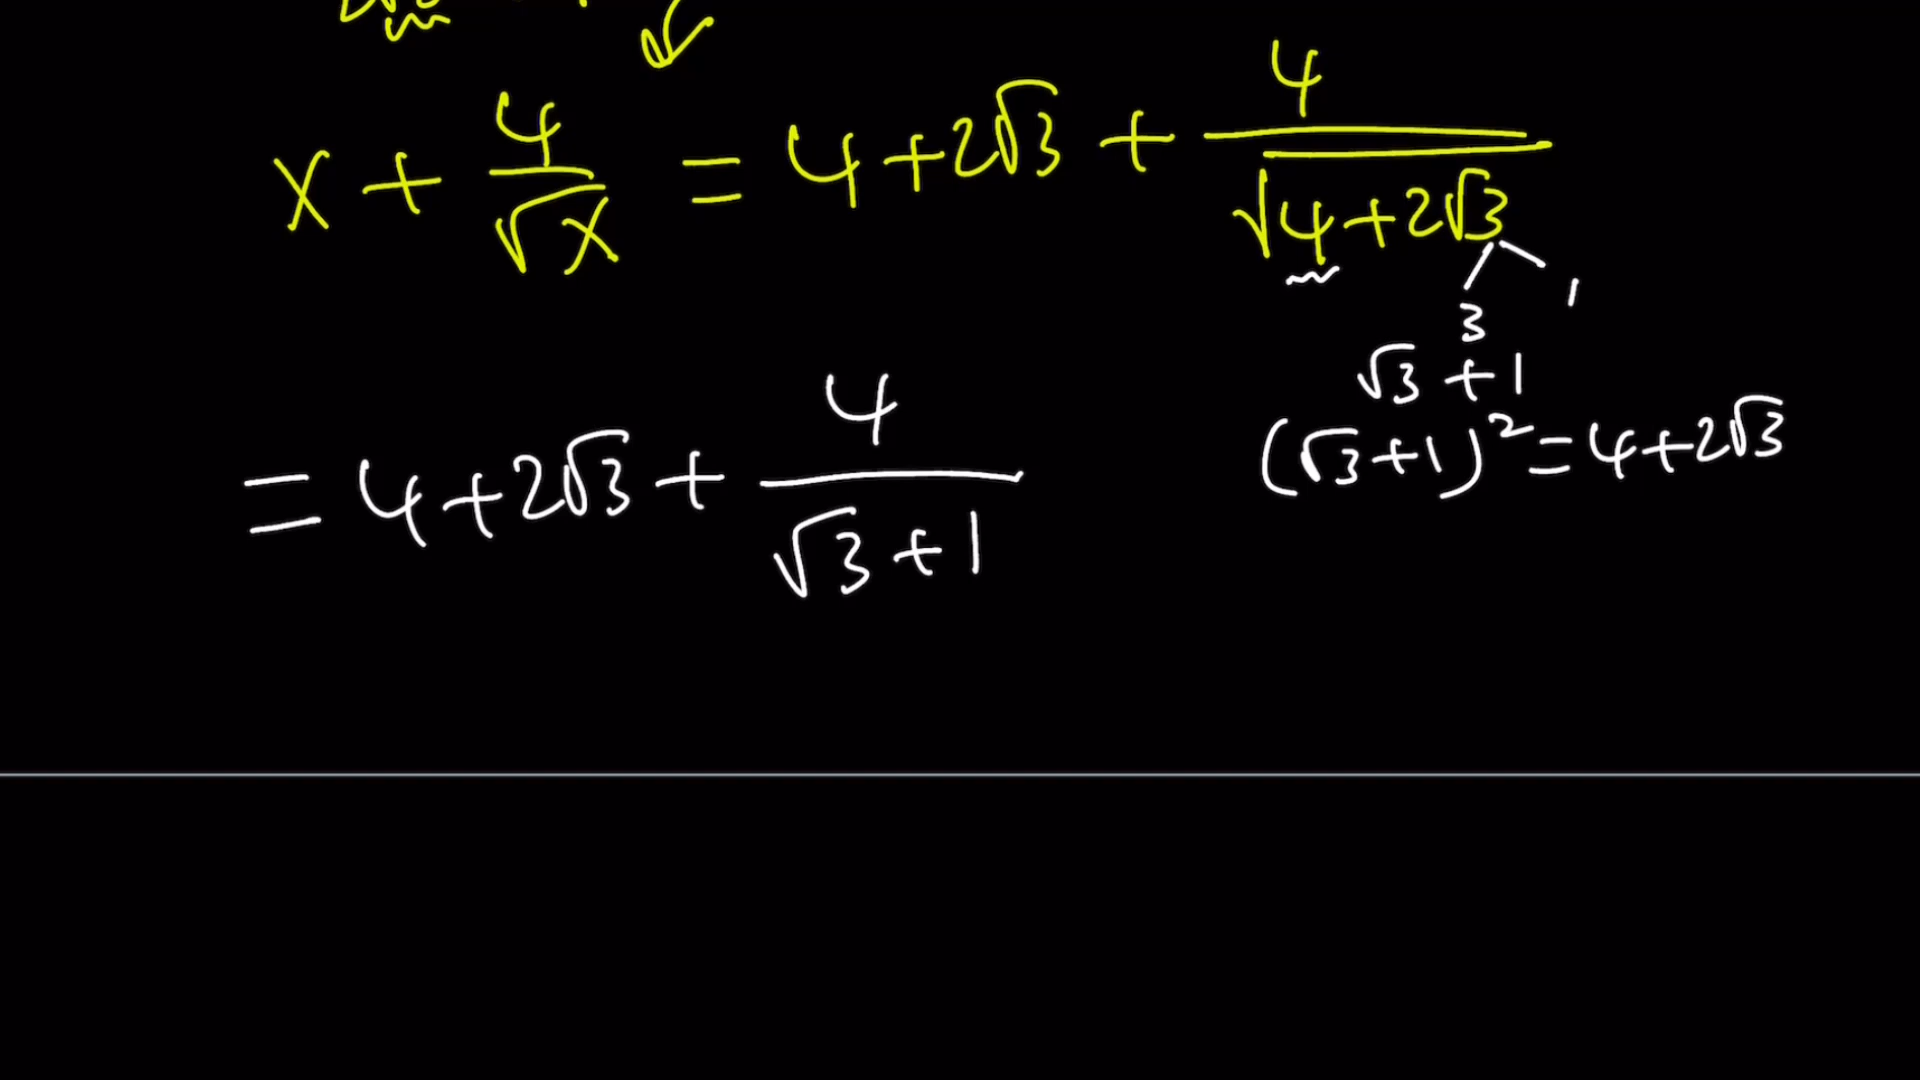 x + 4/√x = 4 + 2√3 + 4/√(4 + 2√3)
3 1
√3 + 1
(√3 + 1)² = 4 + 2√3
= 4 + 2√3 + 4/(√3 + 1)